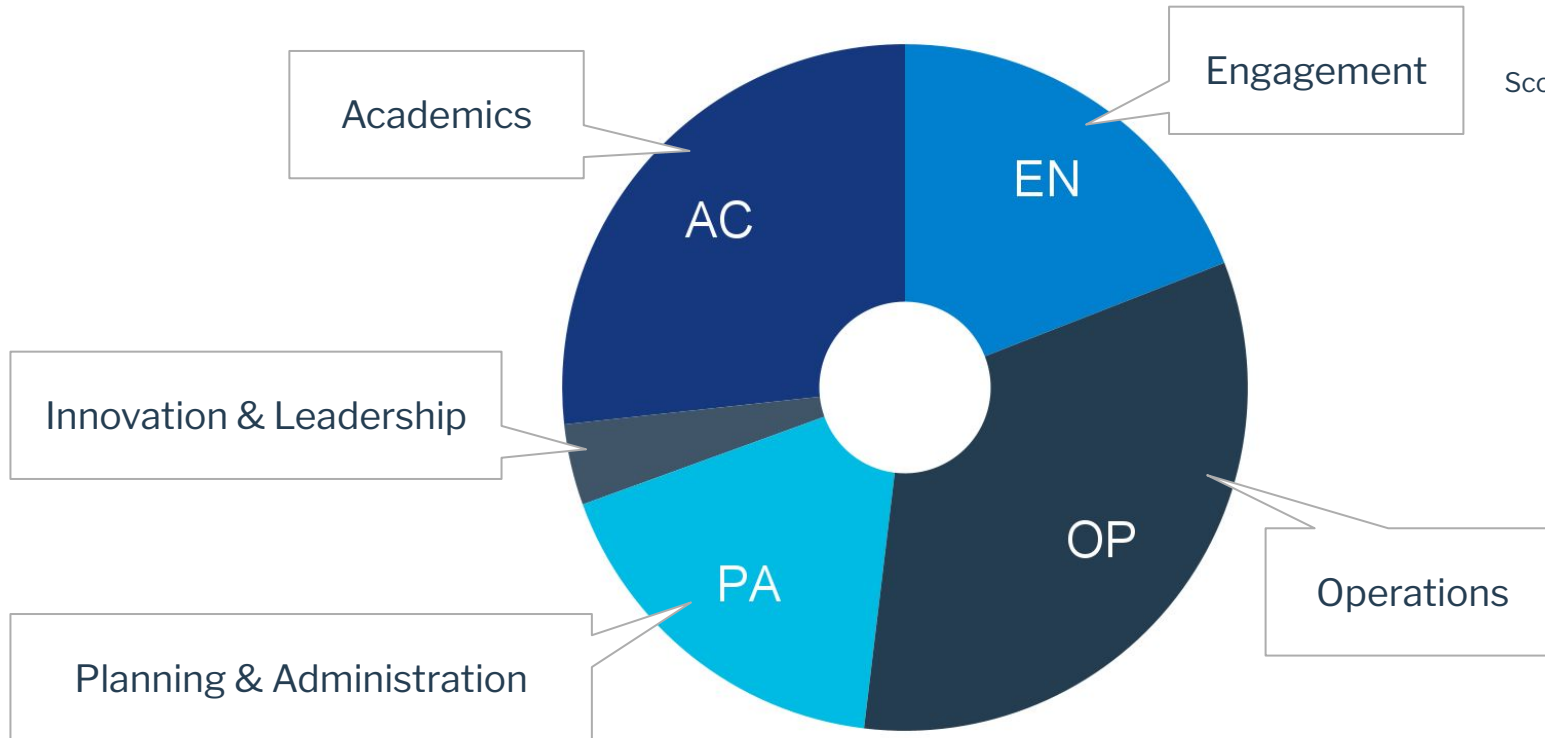 Engagement
Academics
EN
AC
Innovation & Leadership
OP
PA
Operations
Planning & Administration